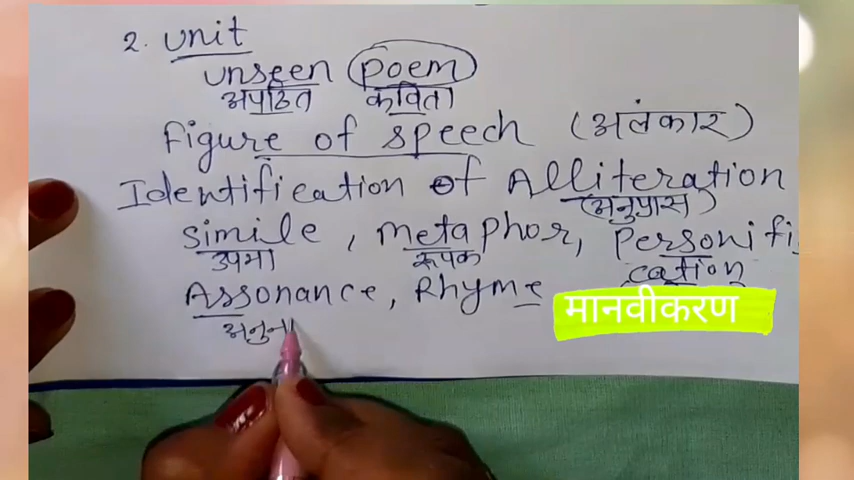 2. Unit
Unseen Poem
अपठित कविता
Figure of Speech (अलंकार)
Identification of Alliteration
(अनुप्रास)
Simile, Metaphor, Personifi
उपमा रूपक cation
Assonance, Rhyme मानवीकरण
अनुना